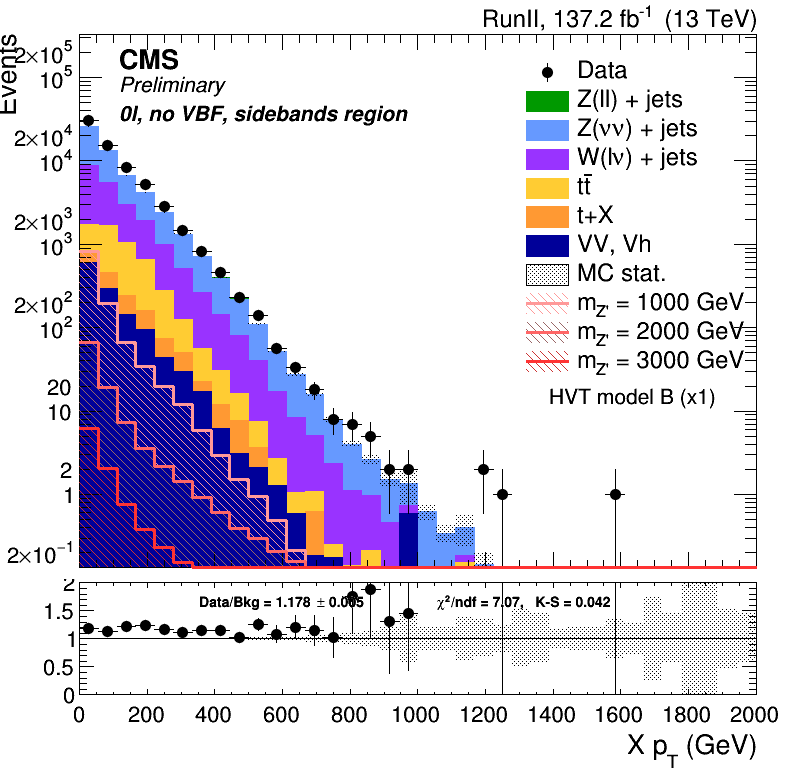 RunII, 137.2 fb⁻¹ (13 TeV)
Events
CMS
Preliminary
0l, no VBF, sidebands region
Data
Z(ll) + jets
Z(νν) + jets
W(lν) + jets
tt̄
t+X
VV, Vh
MC stat.
m_Z' = 1000 GeV
m_Z' = 2000 GeV
m_Z' = 3000 GeV
HVT model B (x1)
2×10⁵
10⁵
2×10⁴
10⁴
2×10³
10³
2×10²
10²
20
10
2
1
2×10⁻¹
Data/Bkg = 1.178 ± 0.005 χ²/ndf = 7.07, K-S = 0.042
2
1.5
1
0.5
0
0 200 400 600 800 1000 1200 1400 1600 1800 2000
X p_T (GeV)